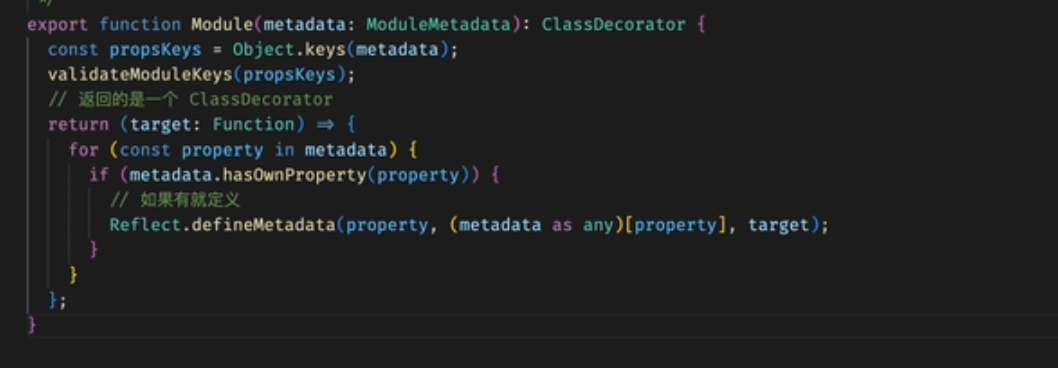 */
export function Module(metadata: ModuleMetadata): ClassDecorator {
const propsKeys = Object.keys(metadata);
validateModuleKeys(propsKeys);
// 返回的是一个 ClassDecorator
return (target: Function) => {
for (const property in metadata) {
if (metadata.hasOwnProperty(property)) {
// 如果有就定义
Reflect.defineMetadata(property, (metadata as any)[property], target);
}
}
};
}